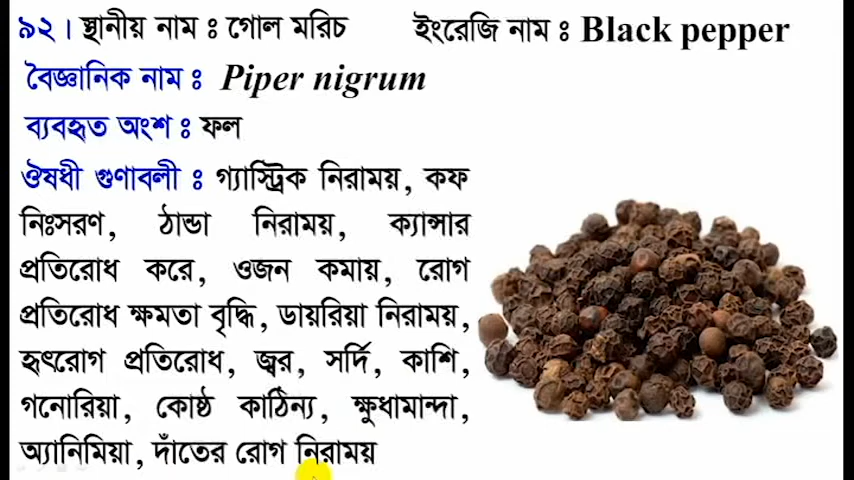 ৯২। স্থানীয় নাম ঃ গোল মরিচ ইংরেজি নাম ঃ Black pepper
বৈজ্ঞানিক নাম ঃ Piper nigrum
ব্যবহৃত অংশ ঃ ফল
ঔষধী গুণাবলী ঃ গ্যাস্ট্রিক নিরাময়, কফ
নিঃসরণ, ঠান্ডা নিরাময়, ক্যান্সার
প্রতিরোধ করে, ওজন কমায়, রোগ
প্রতিরোধ ক্ষমতা বৃদ্ধি, ডায়রিয়া নিরাময়,
হৃৎরোগ প্রতিরোধ, জ্বর, সর্দি, কাশি,
গনোরিয়া, কোষ্ঠ কাঠিন্য, ক্ষুধামান্দা,
অ্যানিমিয়া, দাঁতের রোগ নিরাময়